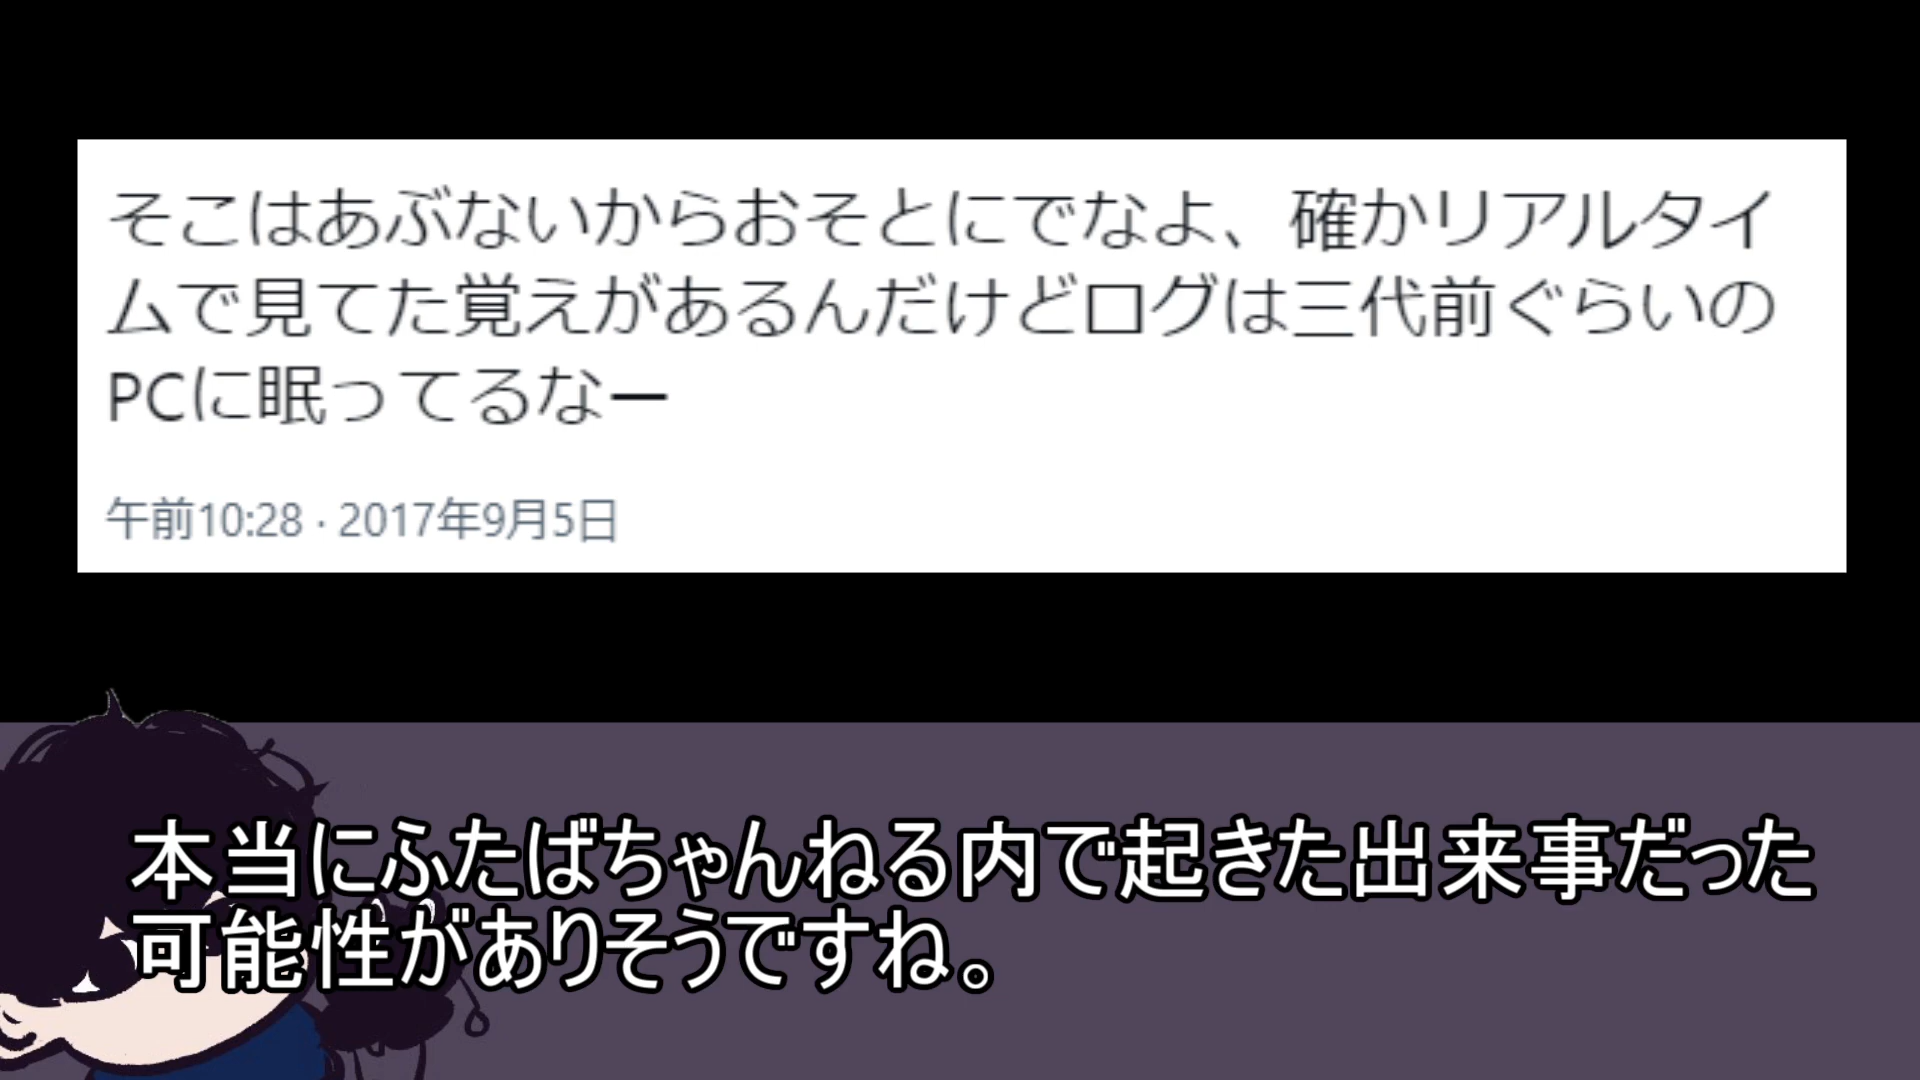 そこはあぶないからおそとにでなよ、確かリアルタイ
ムで見てた覚えがあるんだけどログは三代前ぐらいの
PCに眠ってるなー
午前10:28 · 2017年9月5日
本当にふたばちゃんねる内で起きた出来事だった
可能性がありそうですね。